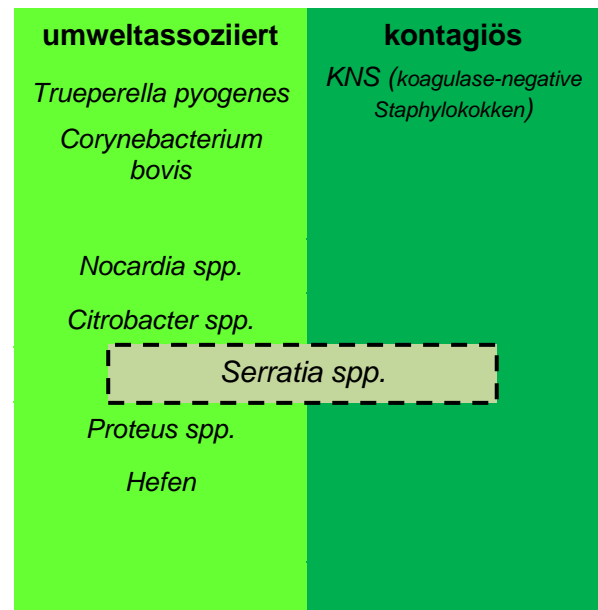 umweltassoziiert
Trueperella pyogenes
Corynebacterium
bovis
Nocardia spp.
Citrobacter spp.
kontagiös
KNS (koagulase-negative
Staphylokokken)
Serratia spp.
Proteus spp.
Hefen